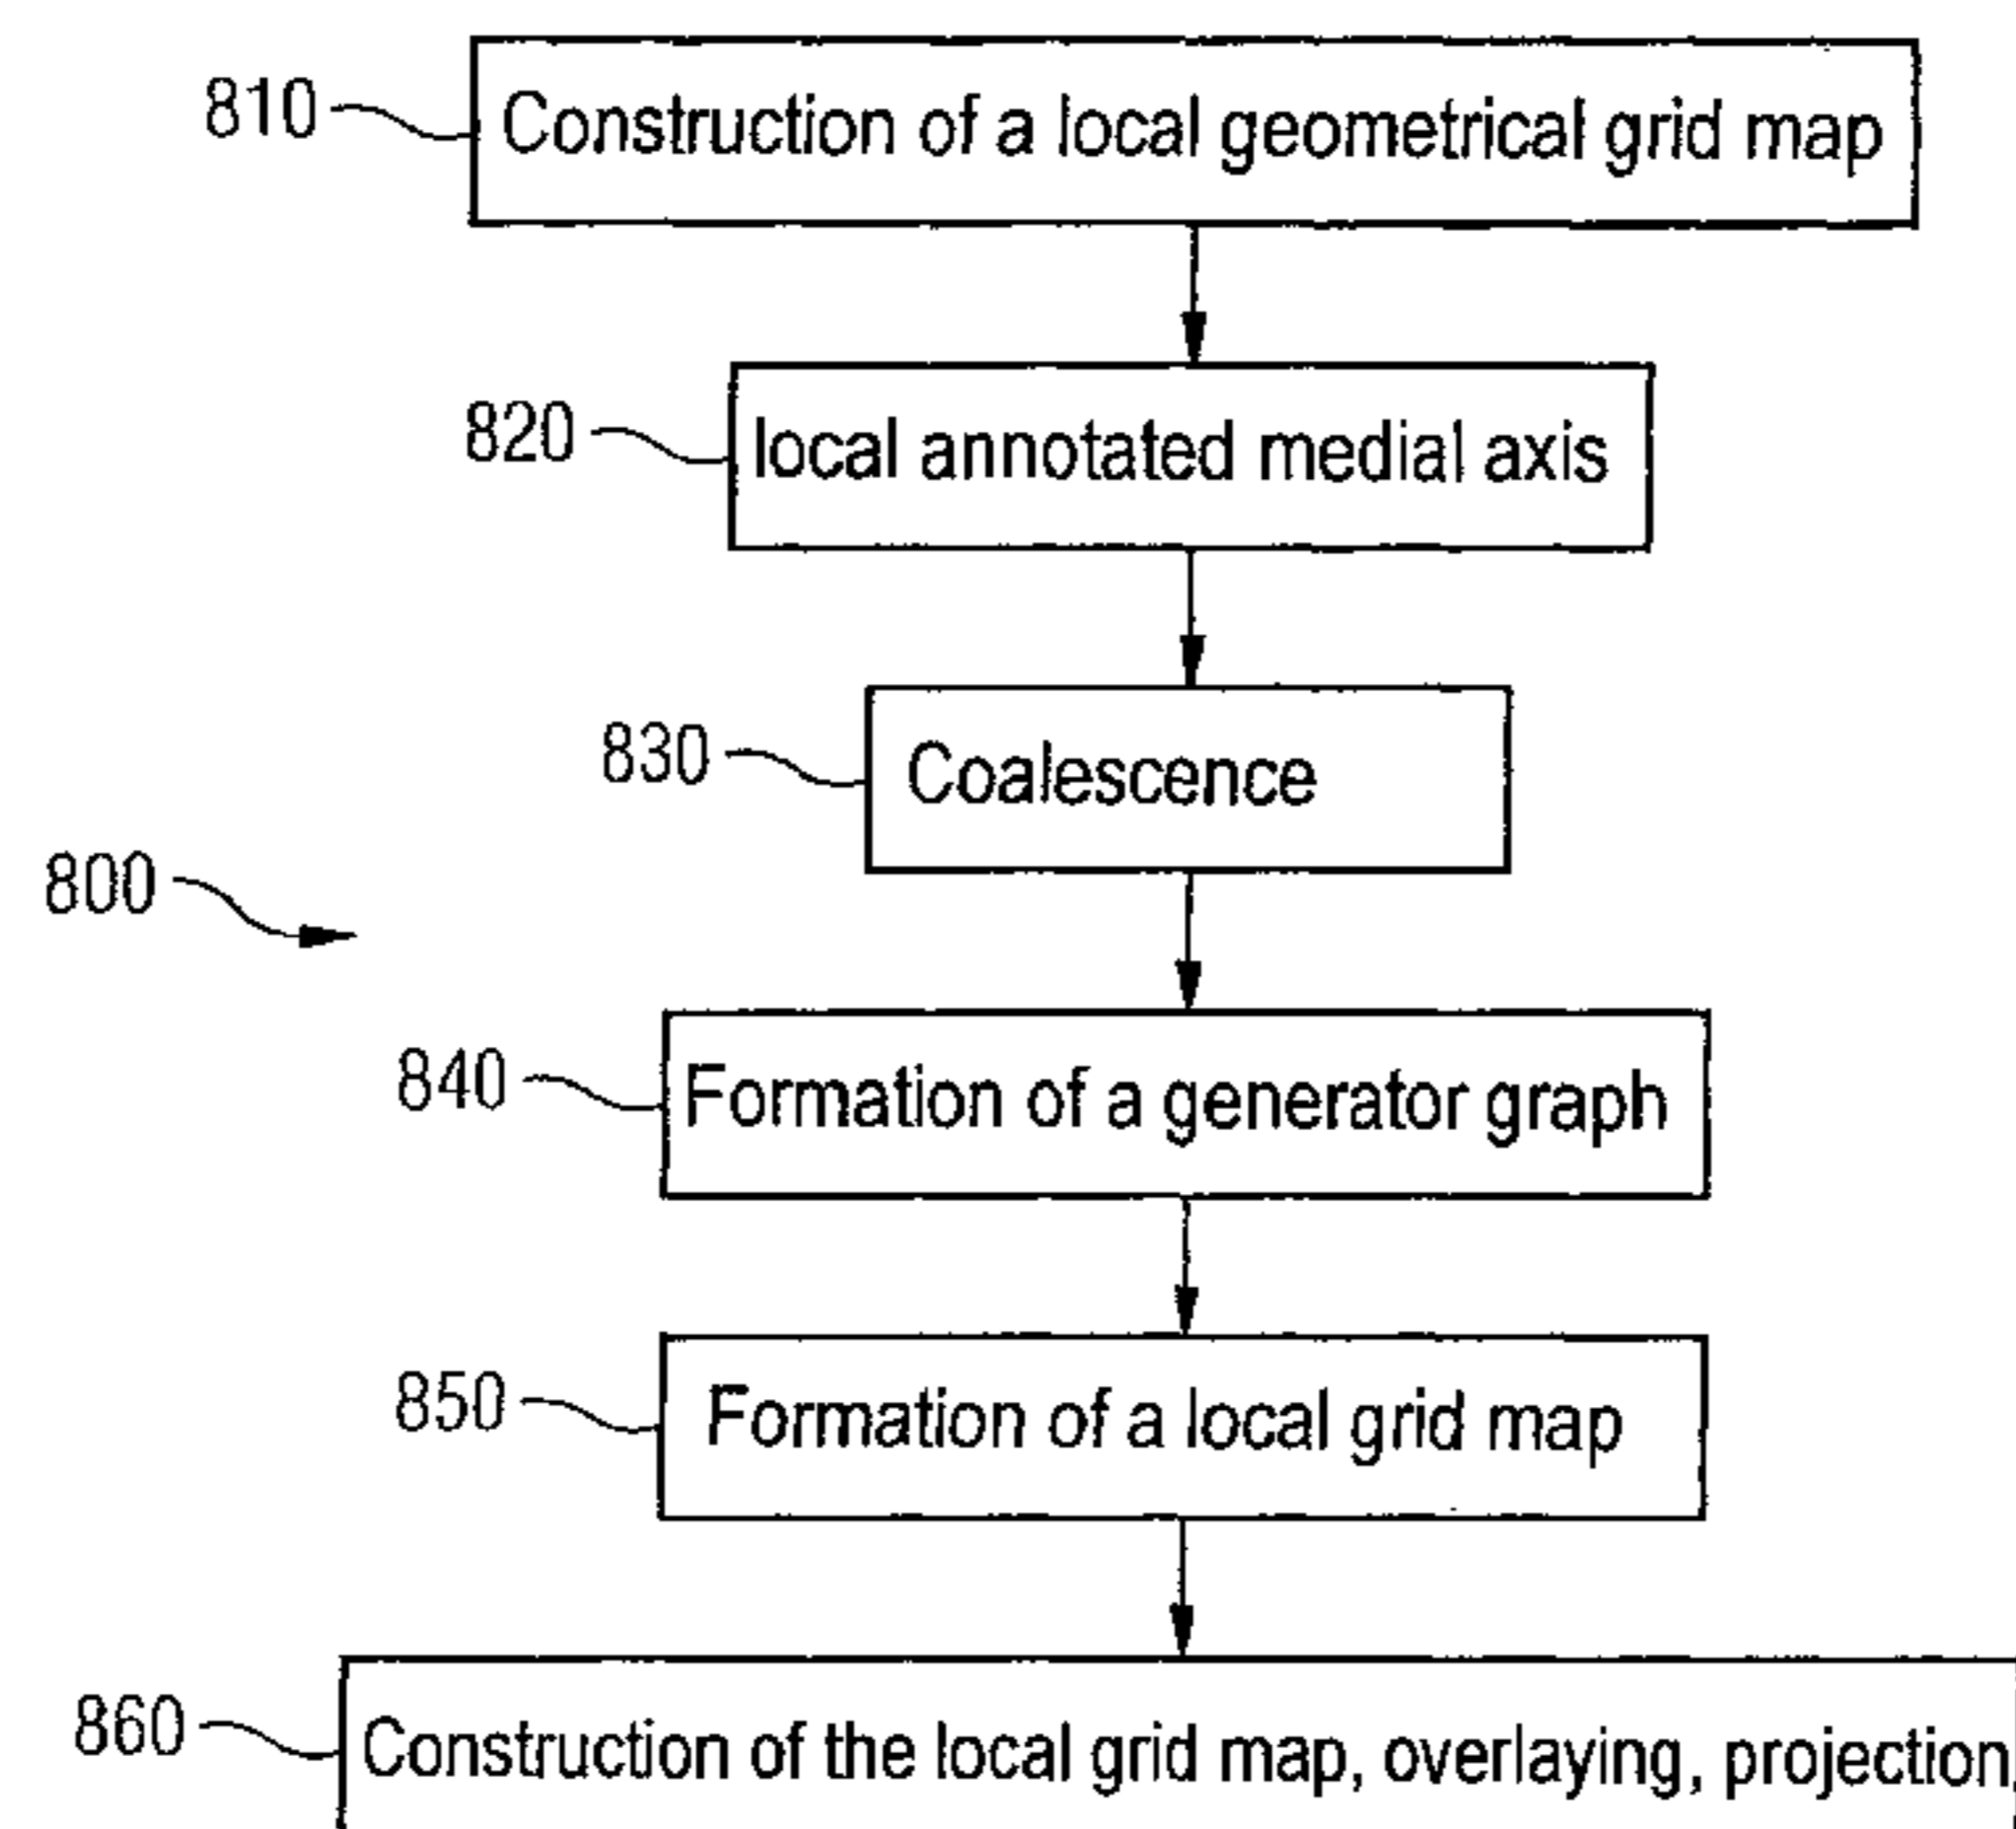 810 Construction of a local geometrical grid map
820 local annotated medial axis
830 Coalescence
800
840 Formation of a generator graph
850 Formation of a local grid map
860 Construction of the local grid map, overlaying, projection